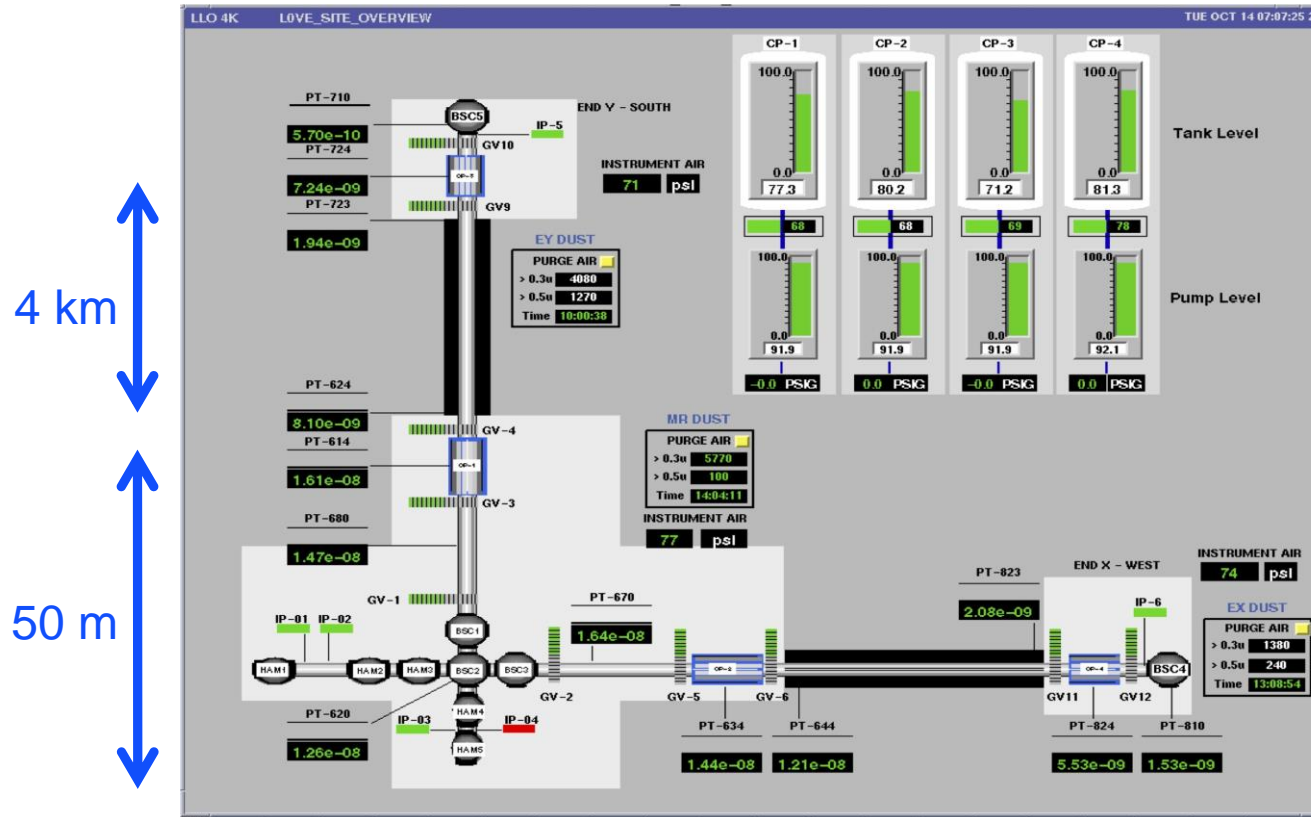 LLO 4K L0VE_SITE_OVERVIEW TUE OCT 14 07:07:25
CP-1 CP-2 CP-3 CP-4
100.0 100.0 100.0 100.0
0.0 0.0 0.0 0.0
77.3 80.2 71.2 81.3
Tank Level
68 68 69 78
100.0 100.0 100.0 100.0
0.0 0.0 0.0 0.0
91.9 91.9 91.9 92.1
Pump Level
-0.0 PSIG 0.0 PSIG -0.0 PSIG 0.0 PSIG
PT-710
5.70e-10
PT-724
7.24e-09
PT-723
1.94e-09
BSC5
END Y - SOUTH
IP-5
GV10
CP-3
GV9
INSTRUMENT AIR
71 psi
EY DUST
PURGE AIR
> 0.3u 4080
> 0.5u 1270
Time 10:00:38
4 km
PT-624
8.10e-09
PT-614
1.61e-08
PT-680
1.47e-08
GV-4
CP-1
GV-3
MR DUST
PURGE AIR
> 0.3u 5770
> 0.5u 100
Time 14:04:11
INSTRUMENT AIR
77 psi
50 m
GV-1
IP-01 IP-02
BSC1
HAM1 HAM2 HAM3 BSC2 BSC3
HAM4
IP-03 IP-04
HAM5
PT-620
1.26e-08
PT-670
1.64e-08
GV-2 GV-5 CP-2 GV-6
PT-634 PT-644
1.44e-08 1.21e-08
PT-823
2.08e-09
END X - WEST
IP-6
GV11 CP-4 GV12 BSC4
PT-824 PT-810
5.53e-09 1.53e-09
INSTRUMENT AIR
74 psi
EX DUST
PURGE AIR
> 0.3u 1380
> 0.5u 240
Time 13:08:54